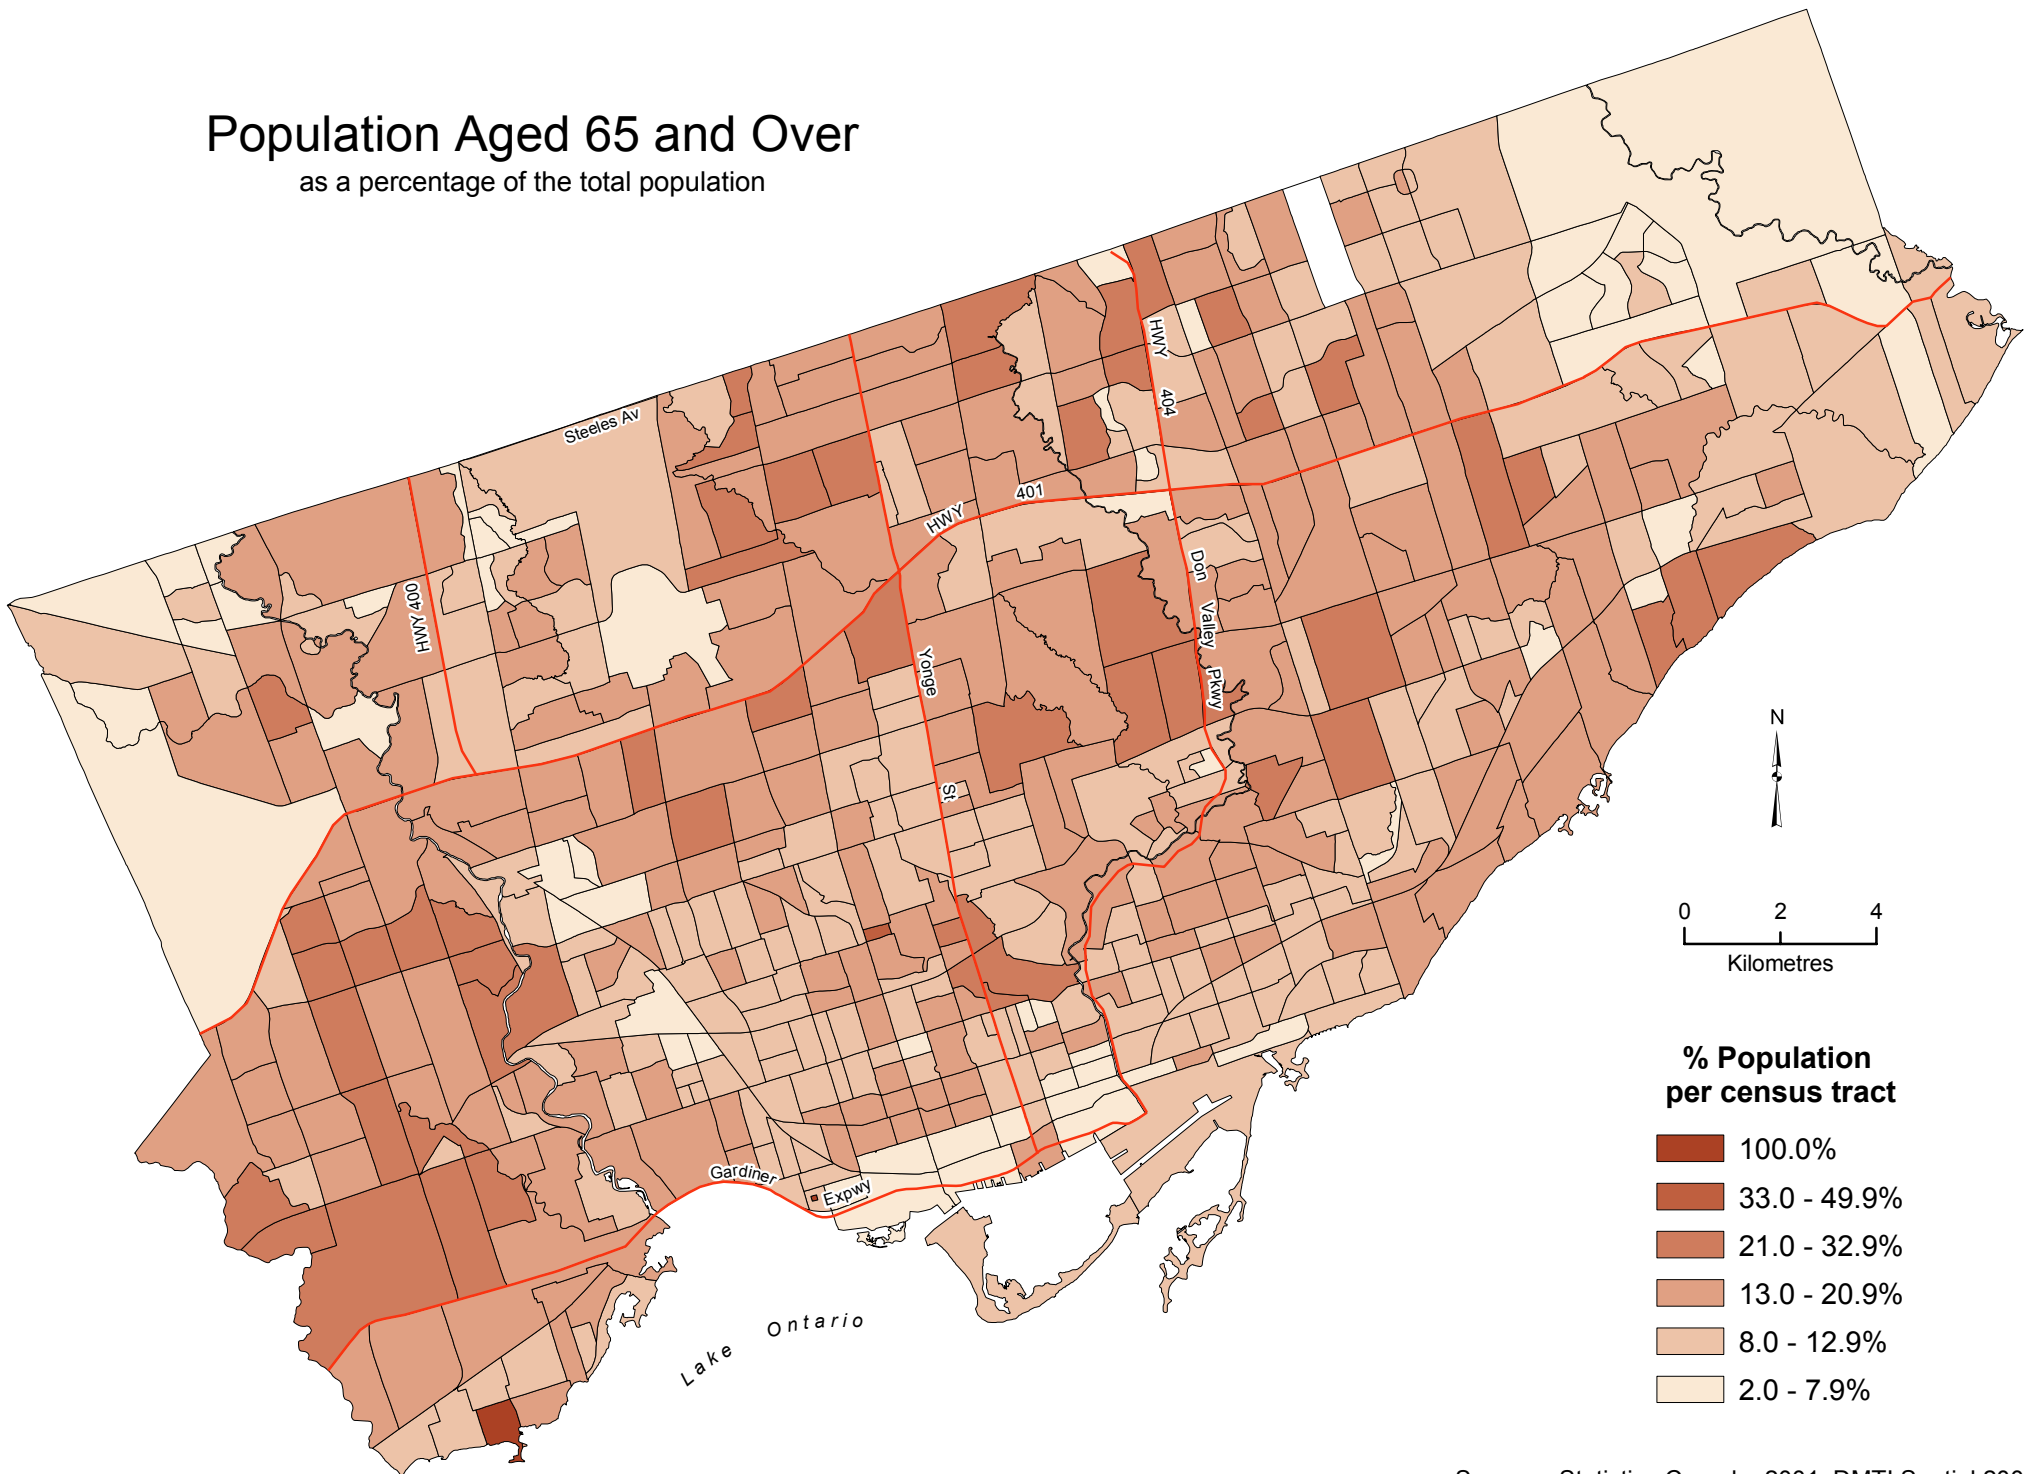 Population Aged 65 and Over
as a percentage of the total population
Steeles Av
HWY 400
HWY 404
HWY 401
Don Valley Pkwy
Yonge St
Gardiner Expwy
Lake Ontario
N
0 2 4
Kilometres
% Population
per census tract
100.0%
33.0 - 49.9%
21.0 - 32.9%
13.0 - 20.9%
8.0 - 12.9%
2.0 - 7.9%